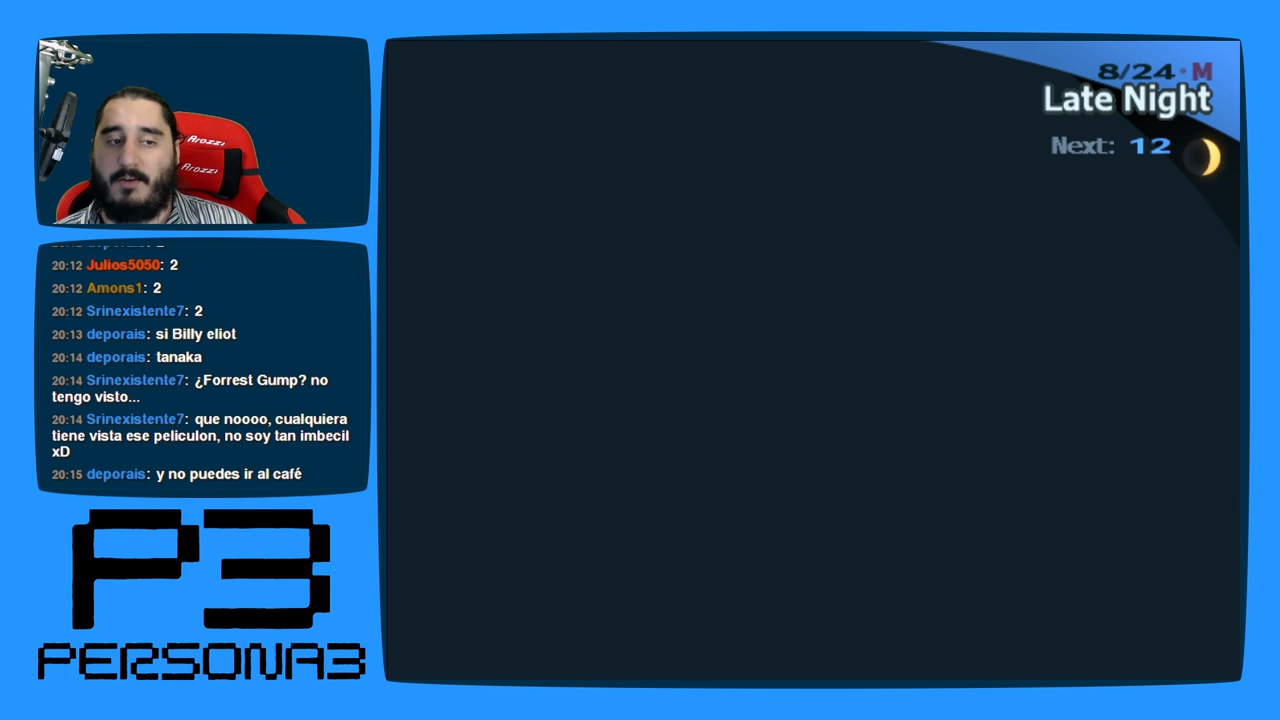 8/24·M
Late Night
Next: 12
Arozzi
Arozzi
20:12 Julios5050: 2
20:12 Amons1: 2
20:12 Srinexistente7: 2
20:13 deporais: si Billy eliot
20:14 deporais: tanaka
20:14 Srinexistente7: ¿Forrest Gump? no
tengo visto...
20:14 Srinexistente7: que noooo, cualquiera
tiene vista ese peliculon, no soy tan imbecil
xD
20:15 deporais: y no puedes ir al café
P3
PERSONA3